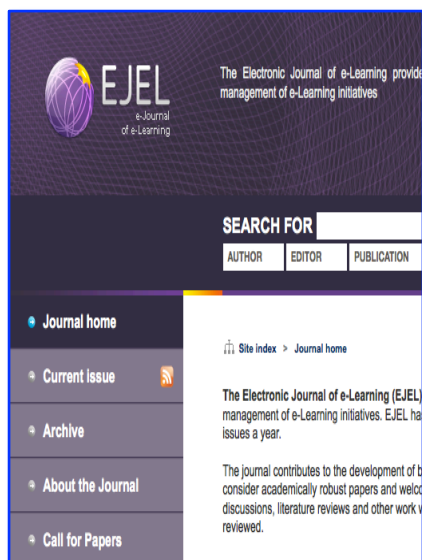 EJEL
e-Journal
of e-Learning
The Electronic Journal of e-Learning provide
management of e-Learning initiatives
SEARCH FOR
AUTHOR EDITOR PUBLICATION
Journal home
Current issue
Archive
About the Journal
Call for Papers
Site index > Journal home
The Electronic Journal of e-Learning (EJEL)
management of e-Learning initiatives. EJEL ha
issues a year.
The journal contributes to the development of b
consider academically robust papers and welco
discussions, literature reviews and other work w
reviewed.